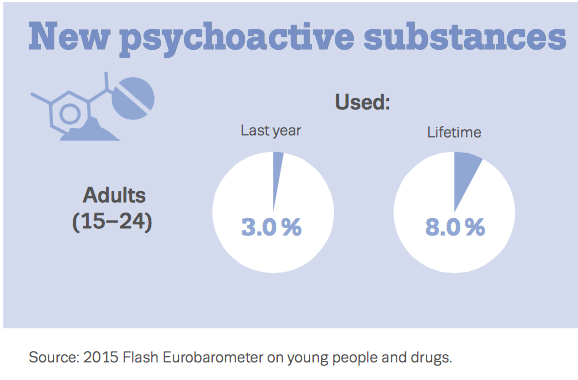 New psychoactive substances
Used:
Last year
Lifetime
Adults
(15–24)
3.0 %
8.0 %
Source: 2015 Flash Eurobarometer on young people and drugs.